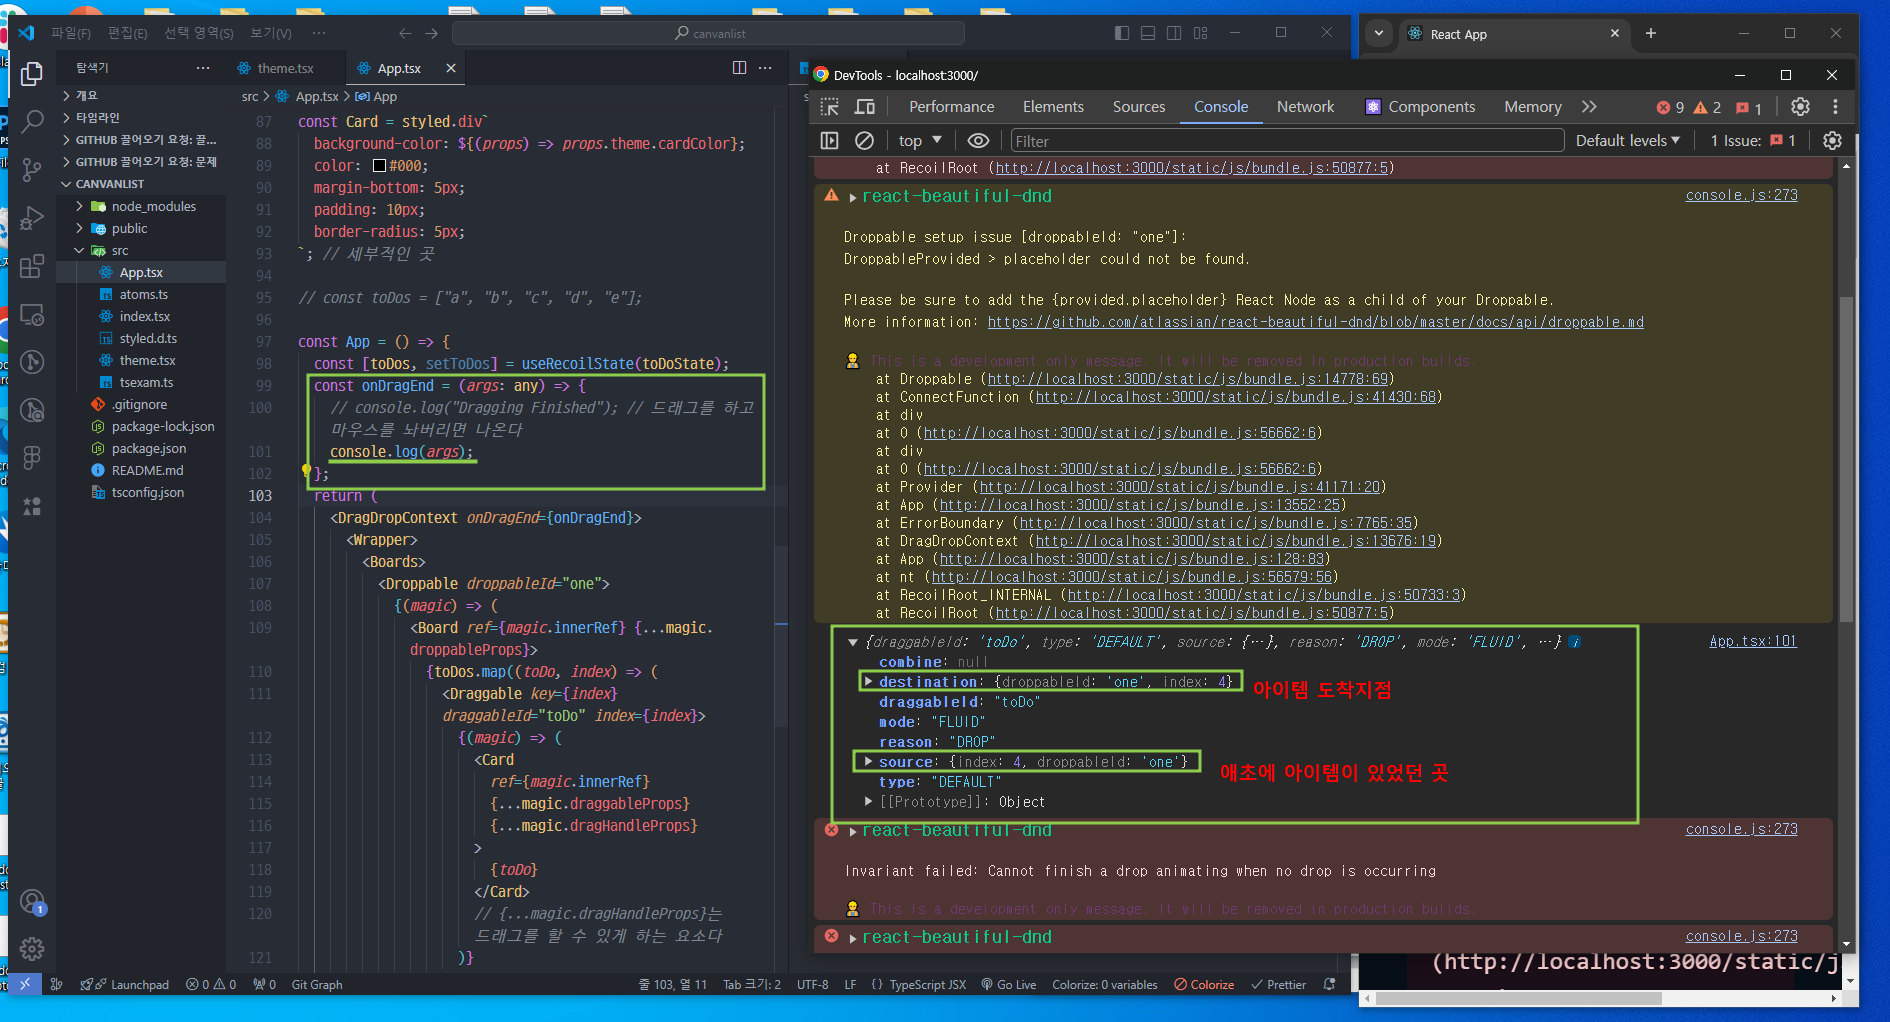 파일(F) 편집(E) 선택 영역(S) 보기(V) ··· canvanlist
탐색기 ···
개요
타임라인
GITHUB 끌어오기 요청: 끌...
GITHUB 끌어오기 요청: 문제
CANVANLIST
node_modules
public
src
App.tsx
atoms.ts
index.tsx
styled.d.ts
theme.tsx
tsexam.ts
.gitignore
package-lock.json
package.json
README.md
tsconfig.json
theme.tsx App.tsx
src > App.tsx > App
87 const Card = styled.div`
88 background-color: ${(props) => props.theme.cardColor};
89 color: #000;
90 margin-bottom: 5px;
91 padding: 10px;
92 border-radius: 5px;
93 `; // 세부적인 곳
94
95 // const toDos = ["a", "b", "c", "d", "e"];
96
97 const App = () => {
98 const [toDos, setToDos] = useRecoilState(toDoState);
99 const onDragEnd = (args: any) => {
100 // console.log("Dragging Finished"); // 드래그를 하고
마우스를 놔버리면 나온다
101 console.log(args);
102 };
103 return (
104 <DragDropContext onDragEnd={onDragEnd}>
105 <Wrapper>
106 <Boards>
107 <Droppable droppableId="one">
108 {(magic) => (
109 <Board ref={magic.innerRef} {...magic.
droppableProps}>
110 {toDos.map((toDo, index) => (
111 <Draggable key={index}
draggableId="toDo" index={index}>
112 {(magic) => (
113 <Card
114 ref={magic.innerRef}
115 {...magic.draggableProps}
116 {...magic.dragHandleProps}
117 >
118 {toDo}
119 </Card>
120 // {...magic.dragHandleProps}는
드래그를 할 수 있게 하는 요소다
121 )}
1
Launchpad 0 0 0 Git Graph 줄 103, 열 11 Tab 크기: 2 UTF-8 LF {} TypeScript JSX Go Live Colorize: 0 variables Colorize Prettier
React App
DevTools - localhost:3000/
Performance Elements Sources Console Network Components Memory 9 2 1
top Filter Default levels 1 Issue: 1
at RecoilRoot (http://localhost:3000/static/js/bundle.js:50877:5)
react-beautiful-dnd console.js:273
Droppable setup issue [droppableId: "one"]:
DroppableProvided > placeholder could not be found.
Please be sure to add the {provided.placeholder} React Node as a child of your Droppable.
More information: https://github.com/atlassian/react-beautiful-dnd/blob/master/docs/api/droppable.md
This is a development only message. It will be removed in production builds.
at Droppable (http://localhost:3000/static/js/bundle.js:14778:69)
at ConnectFunction (http://localhost:3000/static/js/bundle.js:41430:68)
at div
at O (http://localhost:3000/static/js/bundle.js:56662:6)
at div
at O (http://localhost:3000/static/js/bundle.js:56662:6)
at Provider (http://localhost:3000/static/js/bundle.js:41171:20)
at App (http://localhost:3000/static/js/bundle.js:13552:25)
at ErrorBoundary (http://localhost:3000/static/js/bundle.js:7765:35)
at DragDropContext (http://localhost:3000/static/js/bundle.js:13676:19)
at App (http://localhost:3000/static/js/bundle.js:128:83)
at nt (http://localhost:3000/static/js/bundle.js:56579:56)
at RecoilRoot_INTERNAL (http://localhost:3000/static/js/bundle.js:50733:3)
at RecoilRoot (http://localhost:3000/static/js/bundle.js:50877:5)
{draggableId: 'toDo', type: 'DEFAULT', source: {…}, reason: 'DROP', mode: 'FLUID', …} App.tsx:101
combine: null
destination: {droppableId: 'one', index: 4} 아이템 도착지점
draggableId: "toDo"
mode: "FLUID"
reason: "DROP"
source: {index: 4, droppableId: 'one'} 애초에 아이템이 있었던 곳
type: "DEFAULT"
[[Prototype]]: Object
react-beautiful-dnd console.js:273
Invariant failed: Cannot finish a drop animating when no drop is occurring
This is a development only message. It will be removed in production builds.
react-beautiful-dnd console.js:273
(http://localhost:3000/static/j